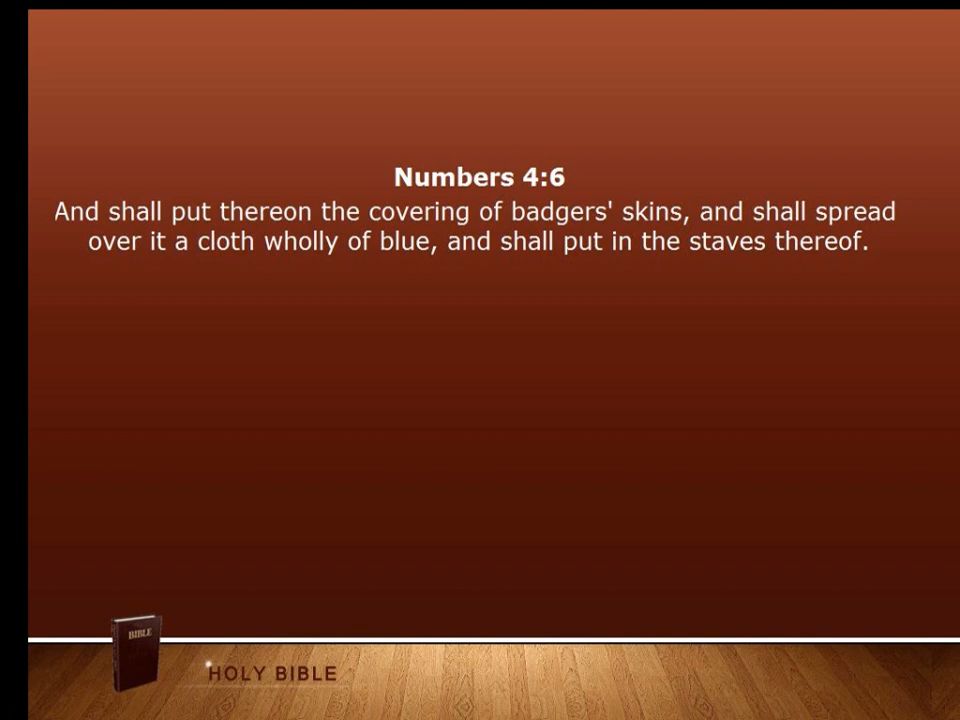 Numbers 4:6
And shall put thereon the covering of badgers' skins, and shall spread
over it a cloth wholly of blue, and shall put in the staves thereof.
BIBLE
HOLY BIBLE